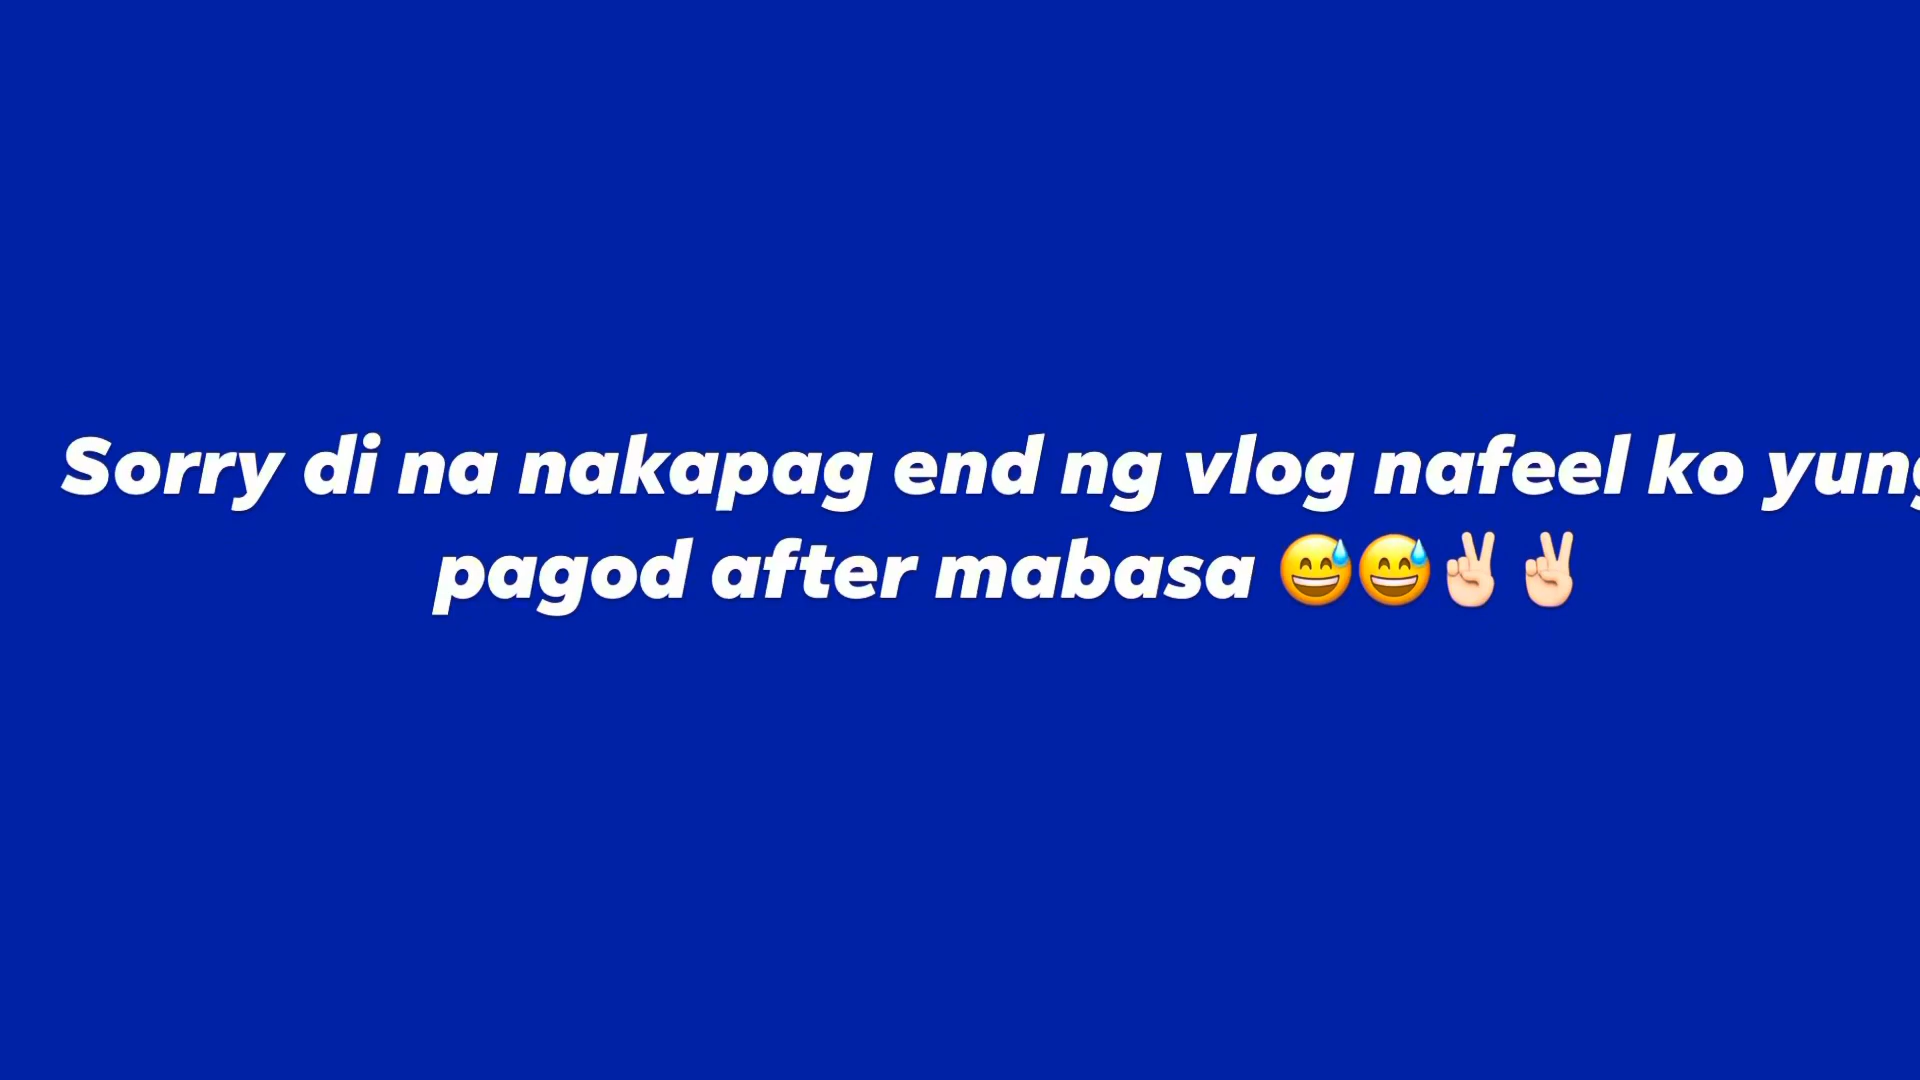 Sorry di na nakapag end ng vlog nafeel ko yung
pagod after mabasa 😅😅✌🏻✌🏻